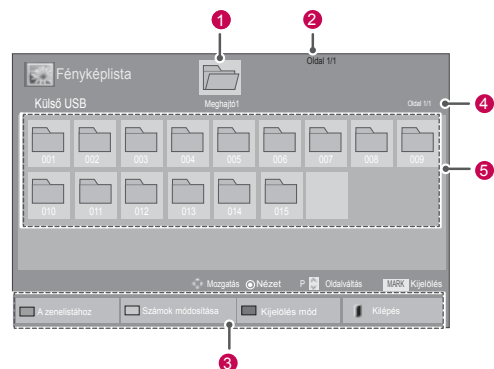 1
2
Oldal 1/1
Fényképlista
Külső USB
Meghajtó1
Oldal 1/1
4
001 002 003 004 005 006 007 008 009
5
010 011 012 013 014 015
Mozgatás Nézet P Oldalváltás MARK Kijelölés
A zenelistához Számok módosítása Kijelölés mód Kilépés
3